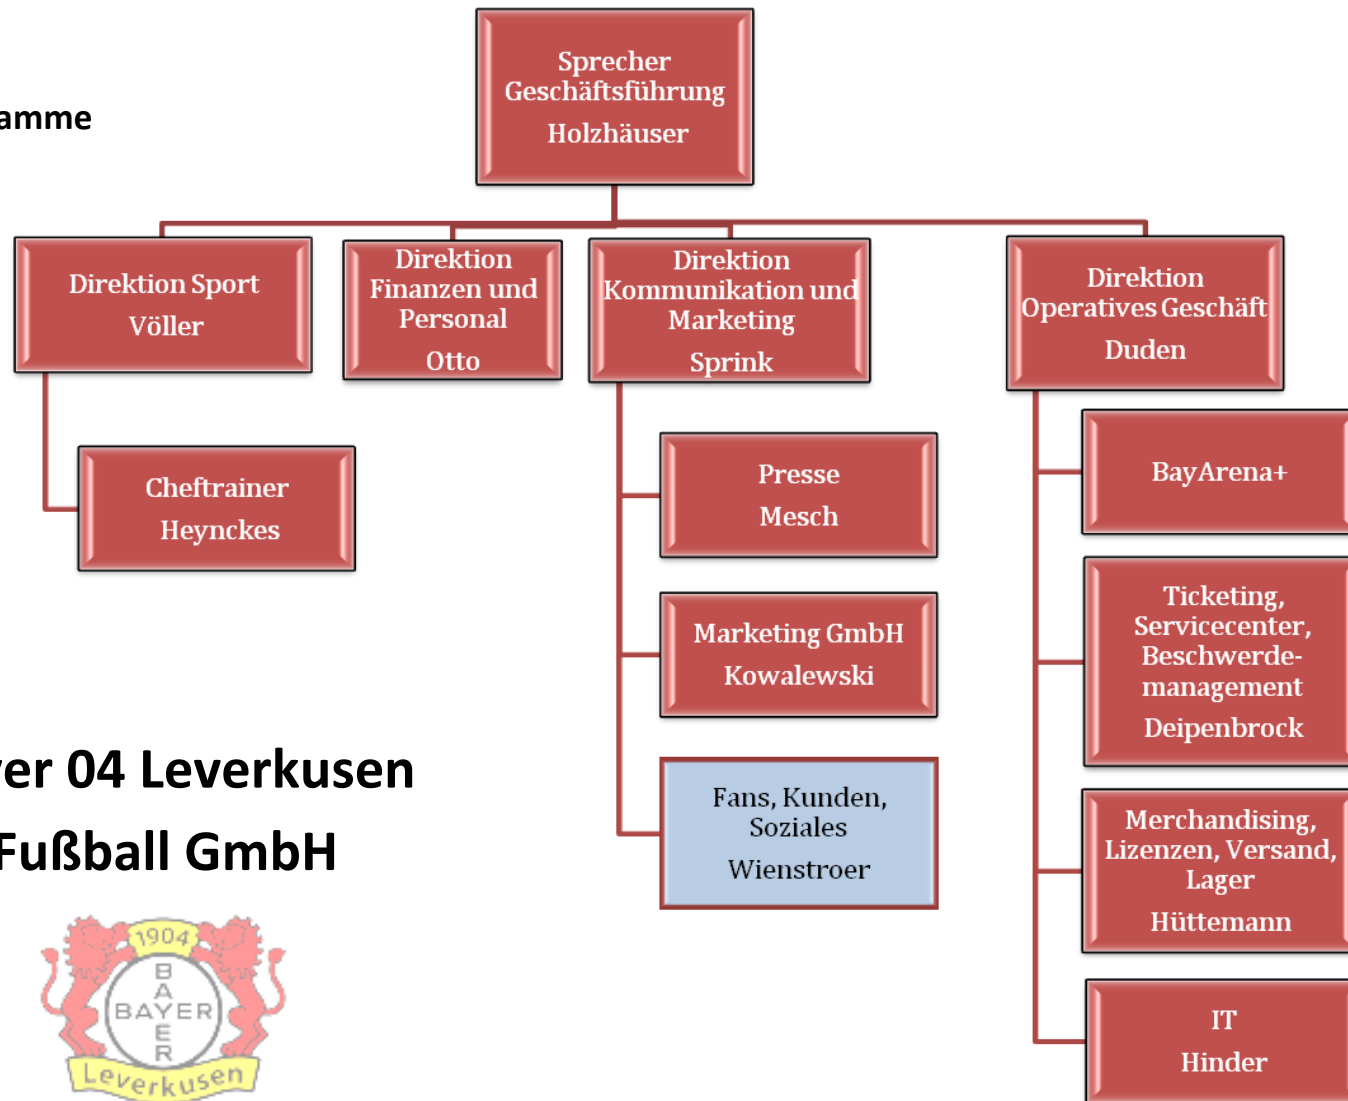 Sprecher
Geschäftsführung
Holzhäuser
amme
Direktion Sport
Völler
Direktion
Finanzen und
Personal
Otto
Direktion
Kommunikation und
Marketing
Sprink
Direktion
Operatives Geschäft
Duden
Cheftrainer
Heynckes
Presse
Mesch
Marketing GmbH
Kowalewski
Fans, Kunden,
Soziales
Wienstroer
BayArena+
Ticketing,
Servicecenter,
Beschwerde-
management
Deipenbrock
Merchandising,
Lizenzen, Versand,
Lager
Hüttemann
IT
Hinder
er 04 Leverkusen
Fußball GmbH
1904
BAYER
BAYER
Leverkusen